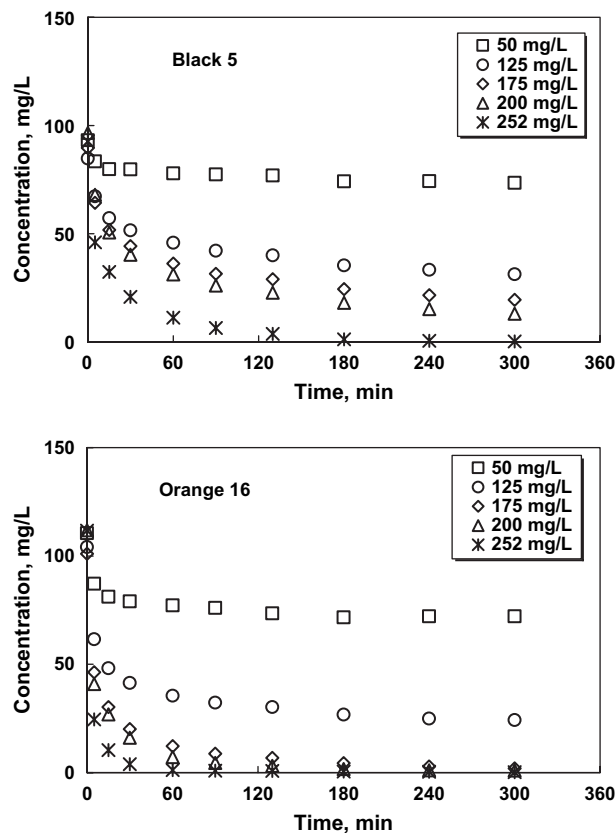 150
Black 5
50 mg/L
125 mg/L
175 mg/L
200 mg/L
252 mg/L
100
50
0
Concentration, mg/L
0 60 120 180 240 300 360
Time, min
150
Orange 16
50 mg/L
125 mg/L
175 mg/L
200 mg/L
252 mg/L
100
50
0
Concentration, mg/L
0 60 120 180 240 300 360
Time, min